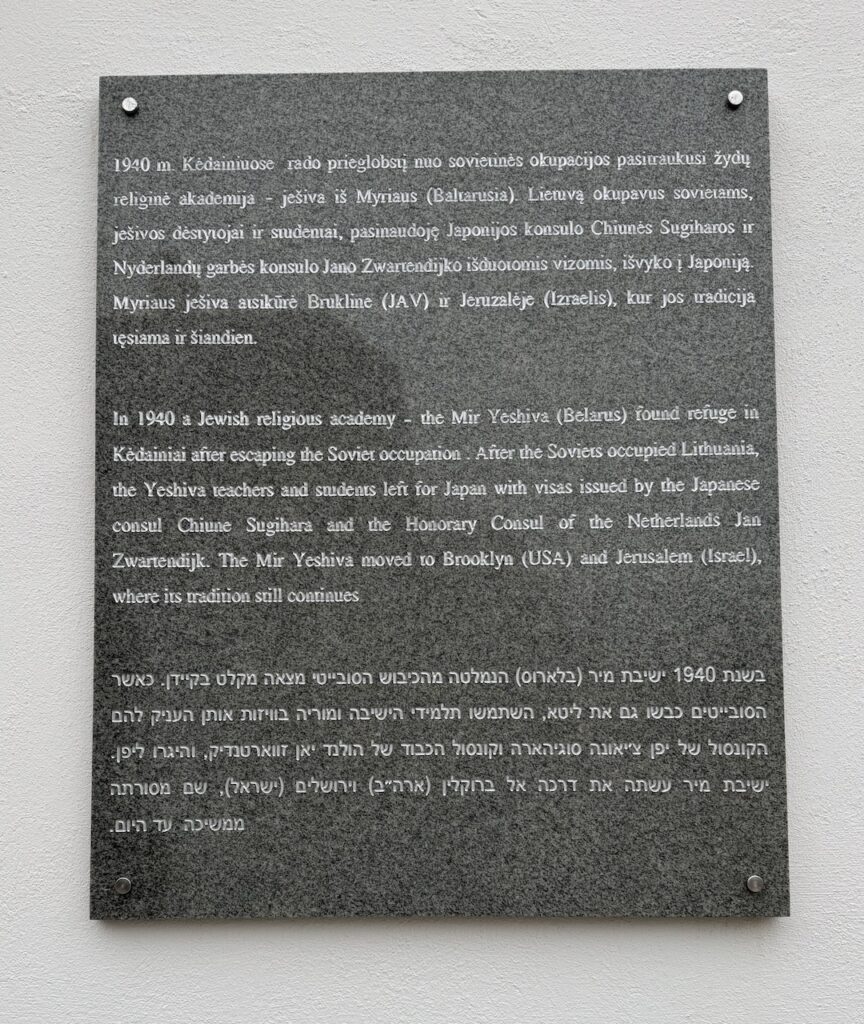 1940 m. Kėdainiuose rado prieglobstį nuo sovietinės okupacijos pasitraukusi žydų
religinė akademija – ješiva iš Myriaus (Baltarusia). Lietuvą okupavus sovietams,
ješivos dėstytojai ir studentai, pasinaudoję Japonijos konsulo Chiunės Sugiharos ir
Nyderlandų garbės konsulo Jano Zwartendijko išduotomis vizomis, išvyko į Japoniją.
Myriaus ješiva atsikūrė Brukline (JAV) ir Jeruzalėje (Izraelis), kur jos tradicija
tęsiama ir šiandien.
In 1940 a Jewish religious academy – the Mir Yeshiva (Belarus) found refuge in
Kėdainiai after escaping the Soviet occupation . After the Soviets occupied Lithuania,
the Yeshiva teachers and students left for Japan with visas issued by the Japanese
consul Chiune Sugihara and the Honorary Consul of the Netherlands Jan
Zwartendijk. The Mir Yeshiva moved to Brooklyn (USA) and Jerusalem (Israel),
where its tradition still continues
בשנת 1940 ישיבת מיר (בלארוס) הנמלטה מהכיבוש הסובייטי מצאה מקלט בקיידן. כאשר
הסובייטים כבשו גם את ליטא, השתמשו תלמידי הישיבה ומוריה בוויזות אותן העניק להם
הקונסול של יפן צ'יאונה סוגיהארה וקונסול הכבוד של הולנד יאן זווארטנדיק, והיגרו ליפן.
ישיבת מיר עשתה את דרכה אל ברוקלין (ארה"ב) וירושלים (ישראל), שם מסורתה
ממשיכה עד היום.